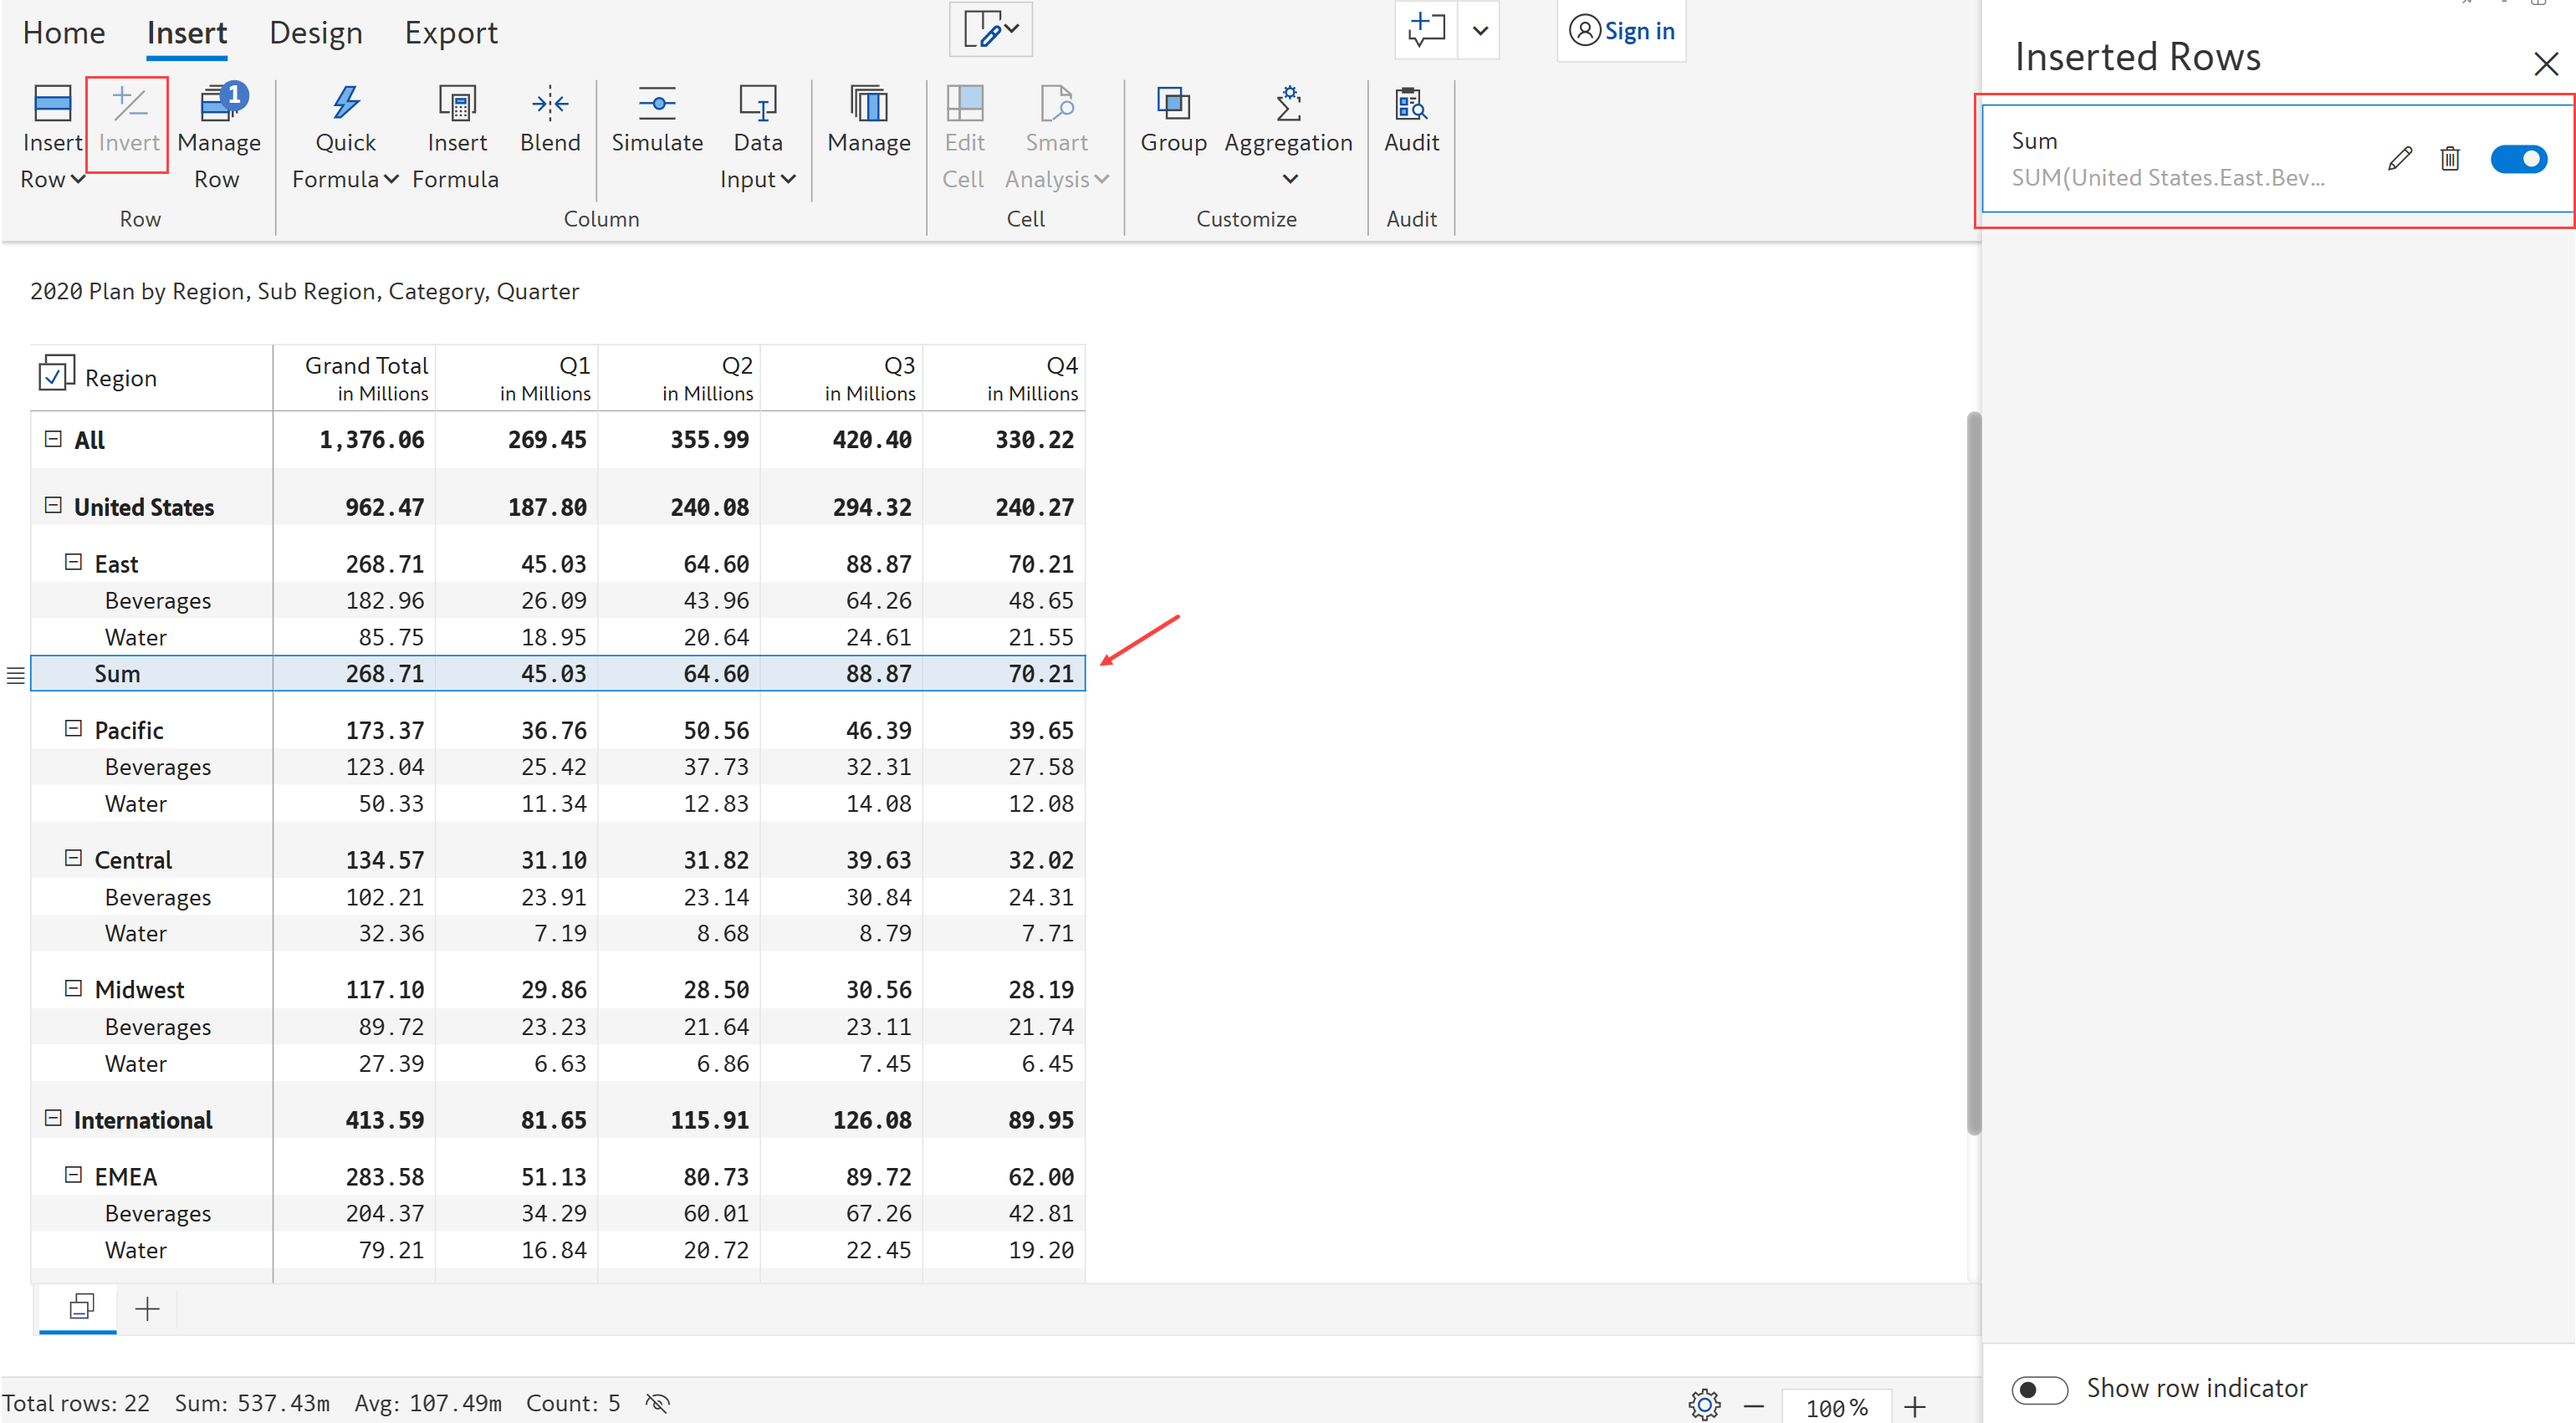 Home Insert Design Export Sign in
Insert Invert Manage Quick Insert Blend Simulate Data Manage Edit Smart Group Aggregation Audit
Row Row Formula Formula Input Cell Analysis
Row Column Cell Customize Audit
2020 Plan by Region, Sub Region, Category, Quarter
Region Grand Total Q1 Q2 Q3 Q4
in Millions in Millions in Millions in Millions in Millions
All 1,376.06 269.45 355.99 420.40 330.22
United States 962.47 187.80 240.08 294.32 240.27
East 268.71 45.03 64.60 88.87 70.21
Beverages 182.96 26.09 43.96 64.26 48.65
Water 85.75 18.95 20.64 24.61 21.55
Sum 268.71 45.03 64.60 88.87 70.21
Pacific 173.37 36.76 50.56 46.39 39.65
Beverages 123.04 25.42 37.73 32.31 27.58
Water 50.33 11.34 12.83 14.08 12.08
Central 134.57 31.10 31.82 39.63 32.02
Beverages 102.21 23.91 23.14 30.84 24.31
Water 32.36 7.19 8.68 8.79 7.71
Midwest 117.10 29.86 28.50 30.56 28.19
Beverages 89.72 23.23 21.64 23.11 21.74
Water 27.39 6.63 6.86 7.45 6.45
International 413.59 81.65 115.91 126.08 89.95
EMEA 283.58 51.13 80.73 89.72 62.00
Beverages 204.37 34.29 60.01 67.26 42.81
Water 79.21 16.84 20.72 22.45 19.20
Total rows: 22 Sum: 537.43m Avg: 107.49m Count: 5 100 %
Inserted Rows
Sum
SUM(United States.East.Bev...
Show row indicator
1